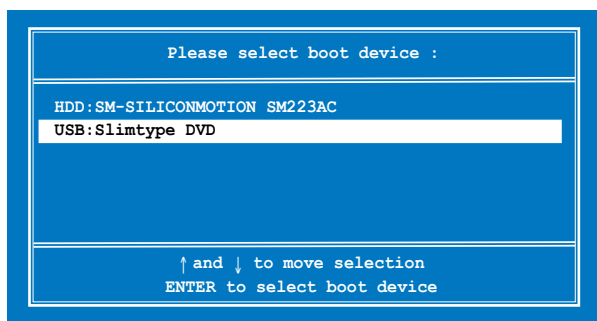 Please select boot device :
HDD:SM-SILICONMOTION SM223AC
USB:Slimtype DVD
↑ and ↓ to move selection
ENTER to select boot device